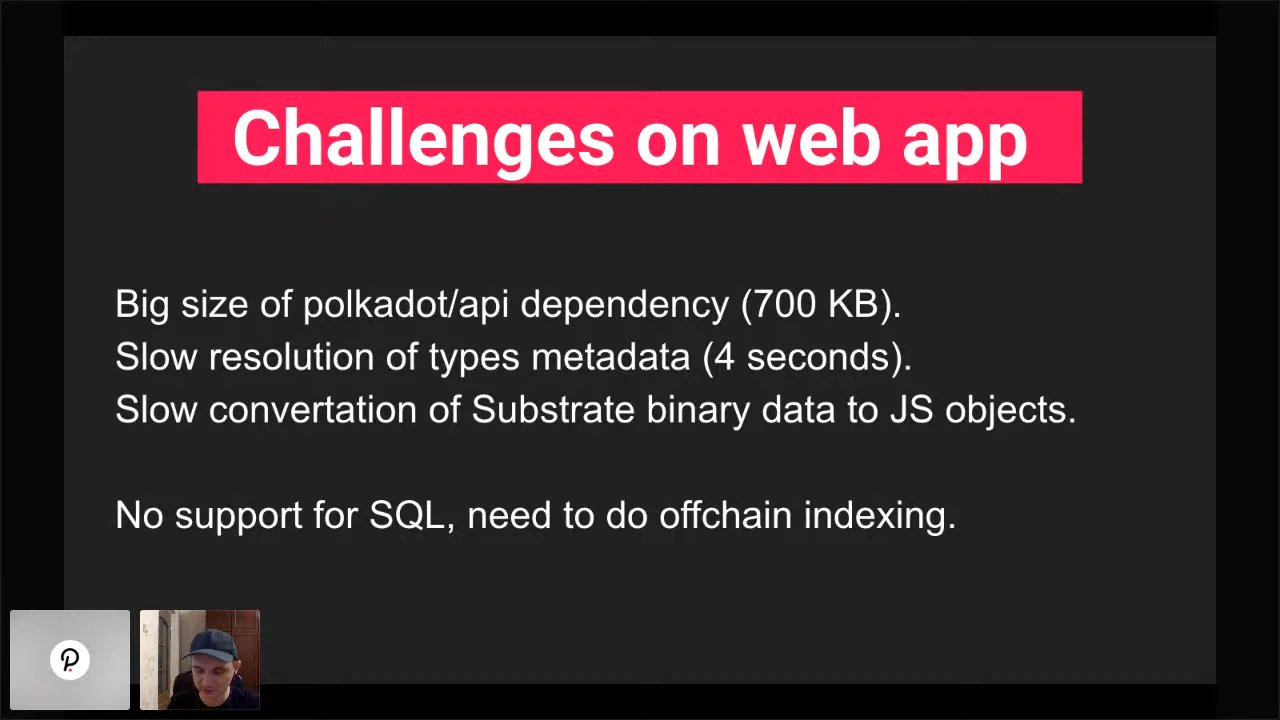 Challenges on web app
Big size of polkadot/api dependency (700 KB).
Slow resolution of types metadata (4 seconds).
Slow convertation of Substrate binary data to JS objects.
No support for SQL, need to do offchain indexing.